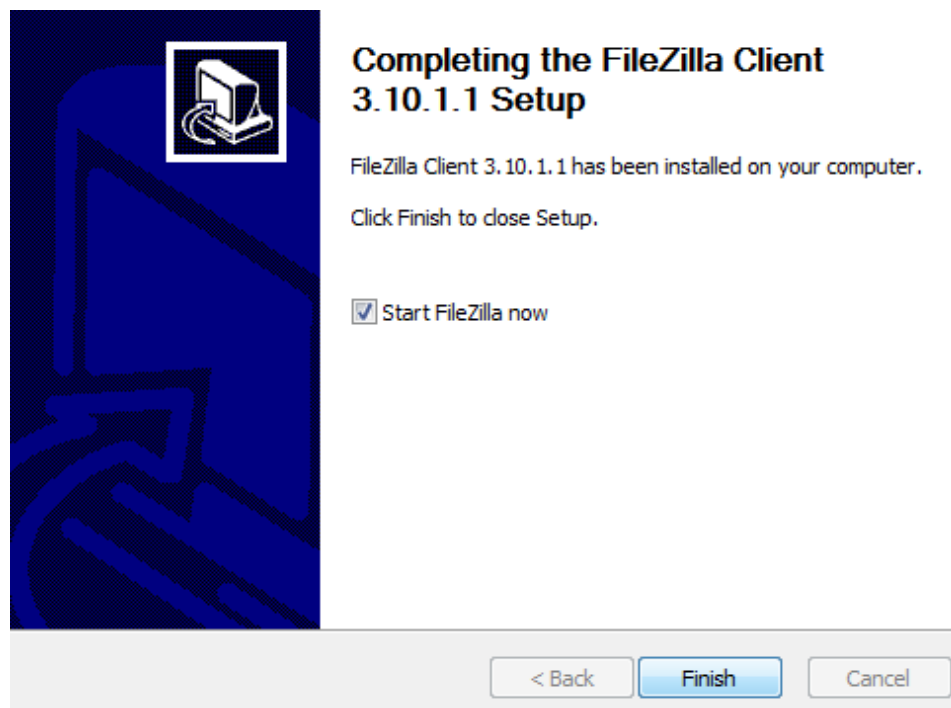 Completing the FileZilla Client
3.10.1.1 Setup
FileZilla Client 3.10.1.1 has been installed on your computer.
Click Finish to close Setup.
Start FileZilla now
< Back
Finish
Cancel